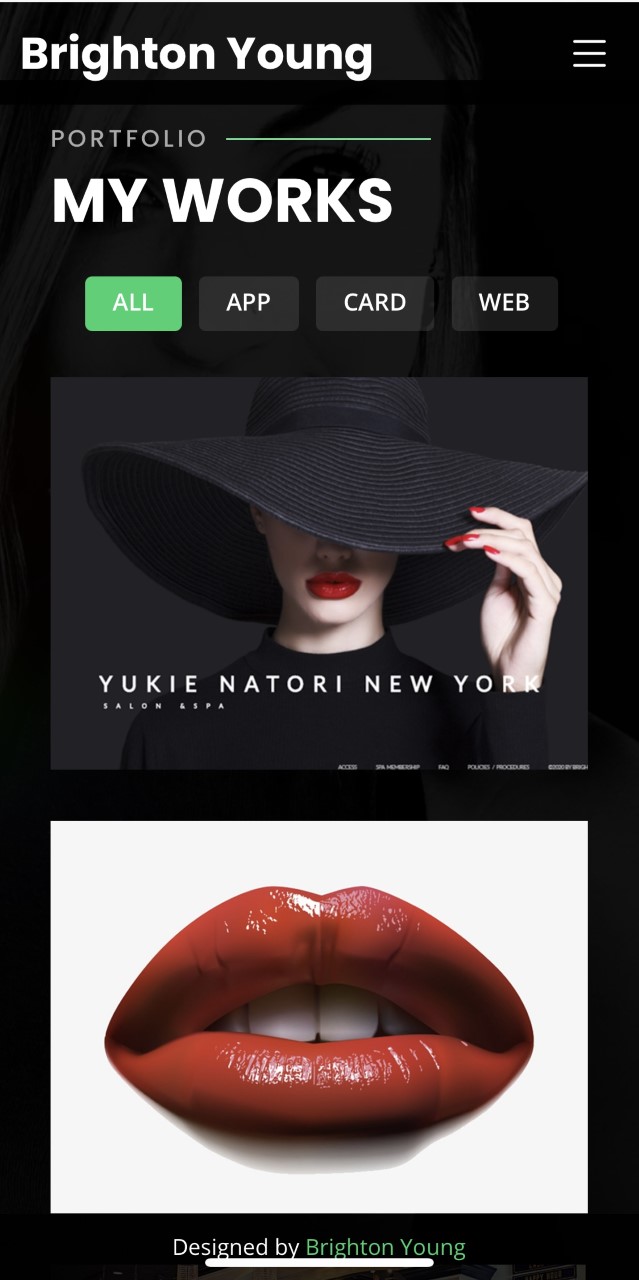 Brighton Young
PORTFOLIO
MY WORKS
ALL APP CARD WEB
YUKIE NATORI NEW YORK
SALON &SPA
ACCESS SPA MEMBERSHIP FAQ POLICIES / PROCEDURES ©2020 BY BRIGH
Designed by Brighton Young